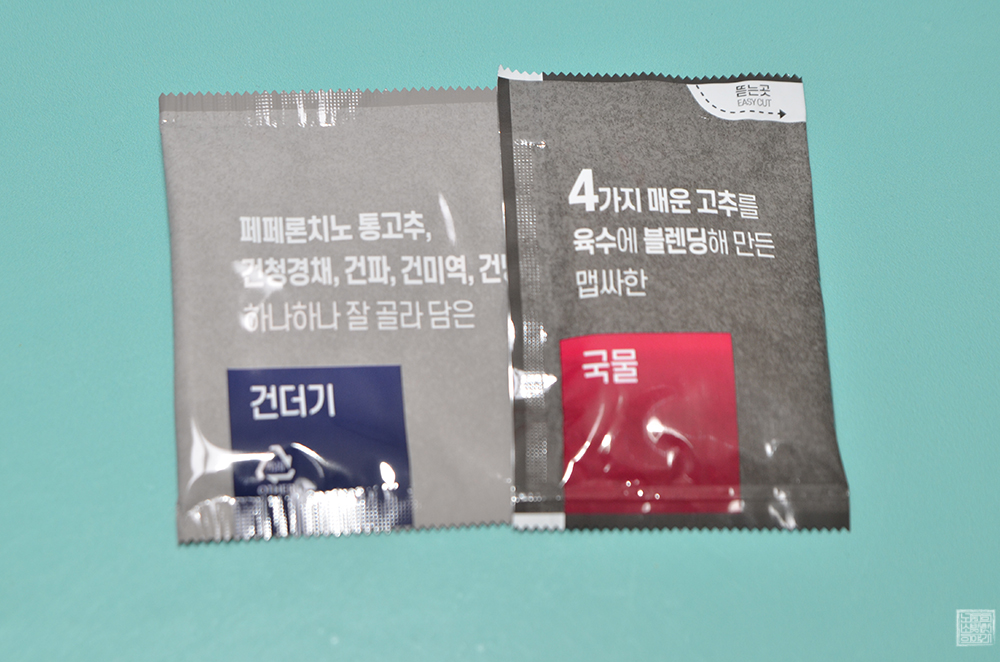 페페론치노 통고추,
건청경채, 건파, 건미역,
하나하나 잘 골라 담은
건더기
OTHER
뜯는곳
EASY CUT
4가지 매운 고추를
육수에 블렌딩해 만든
맵싸한
국물